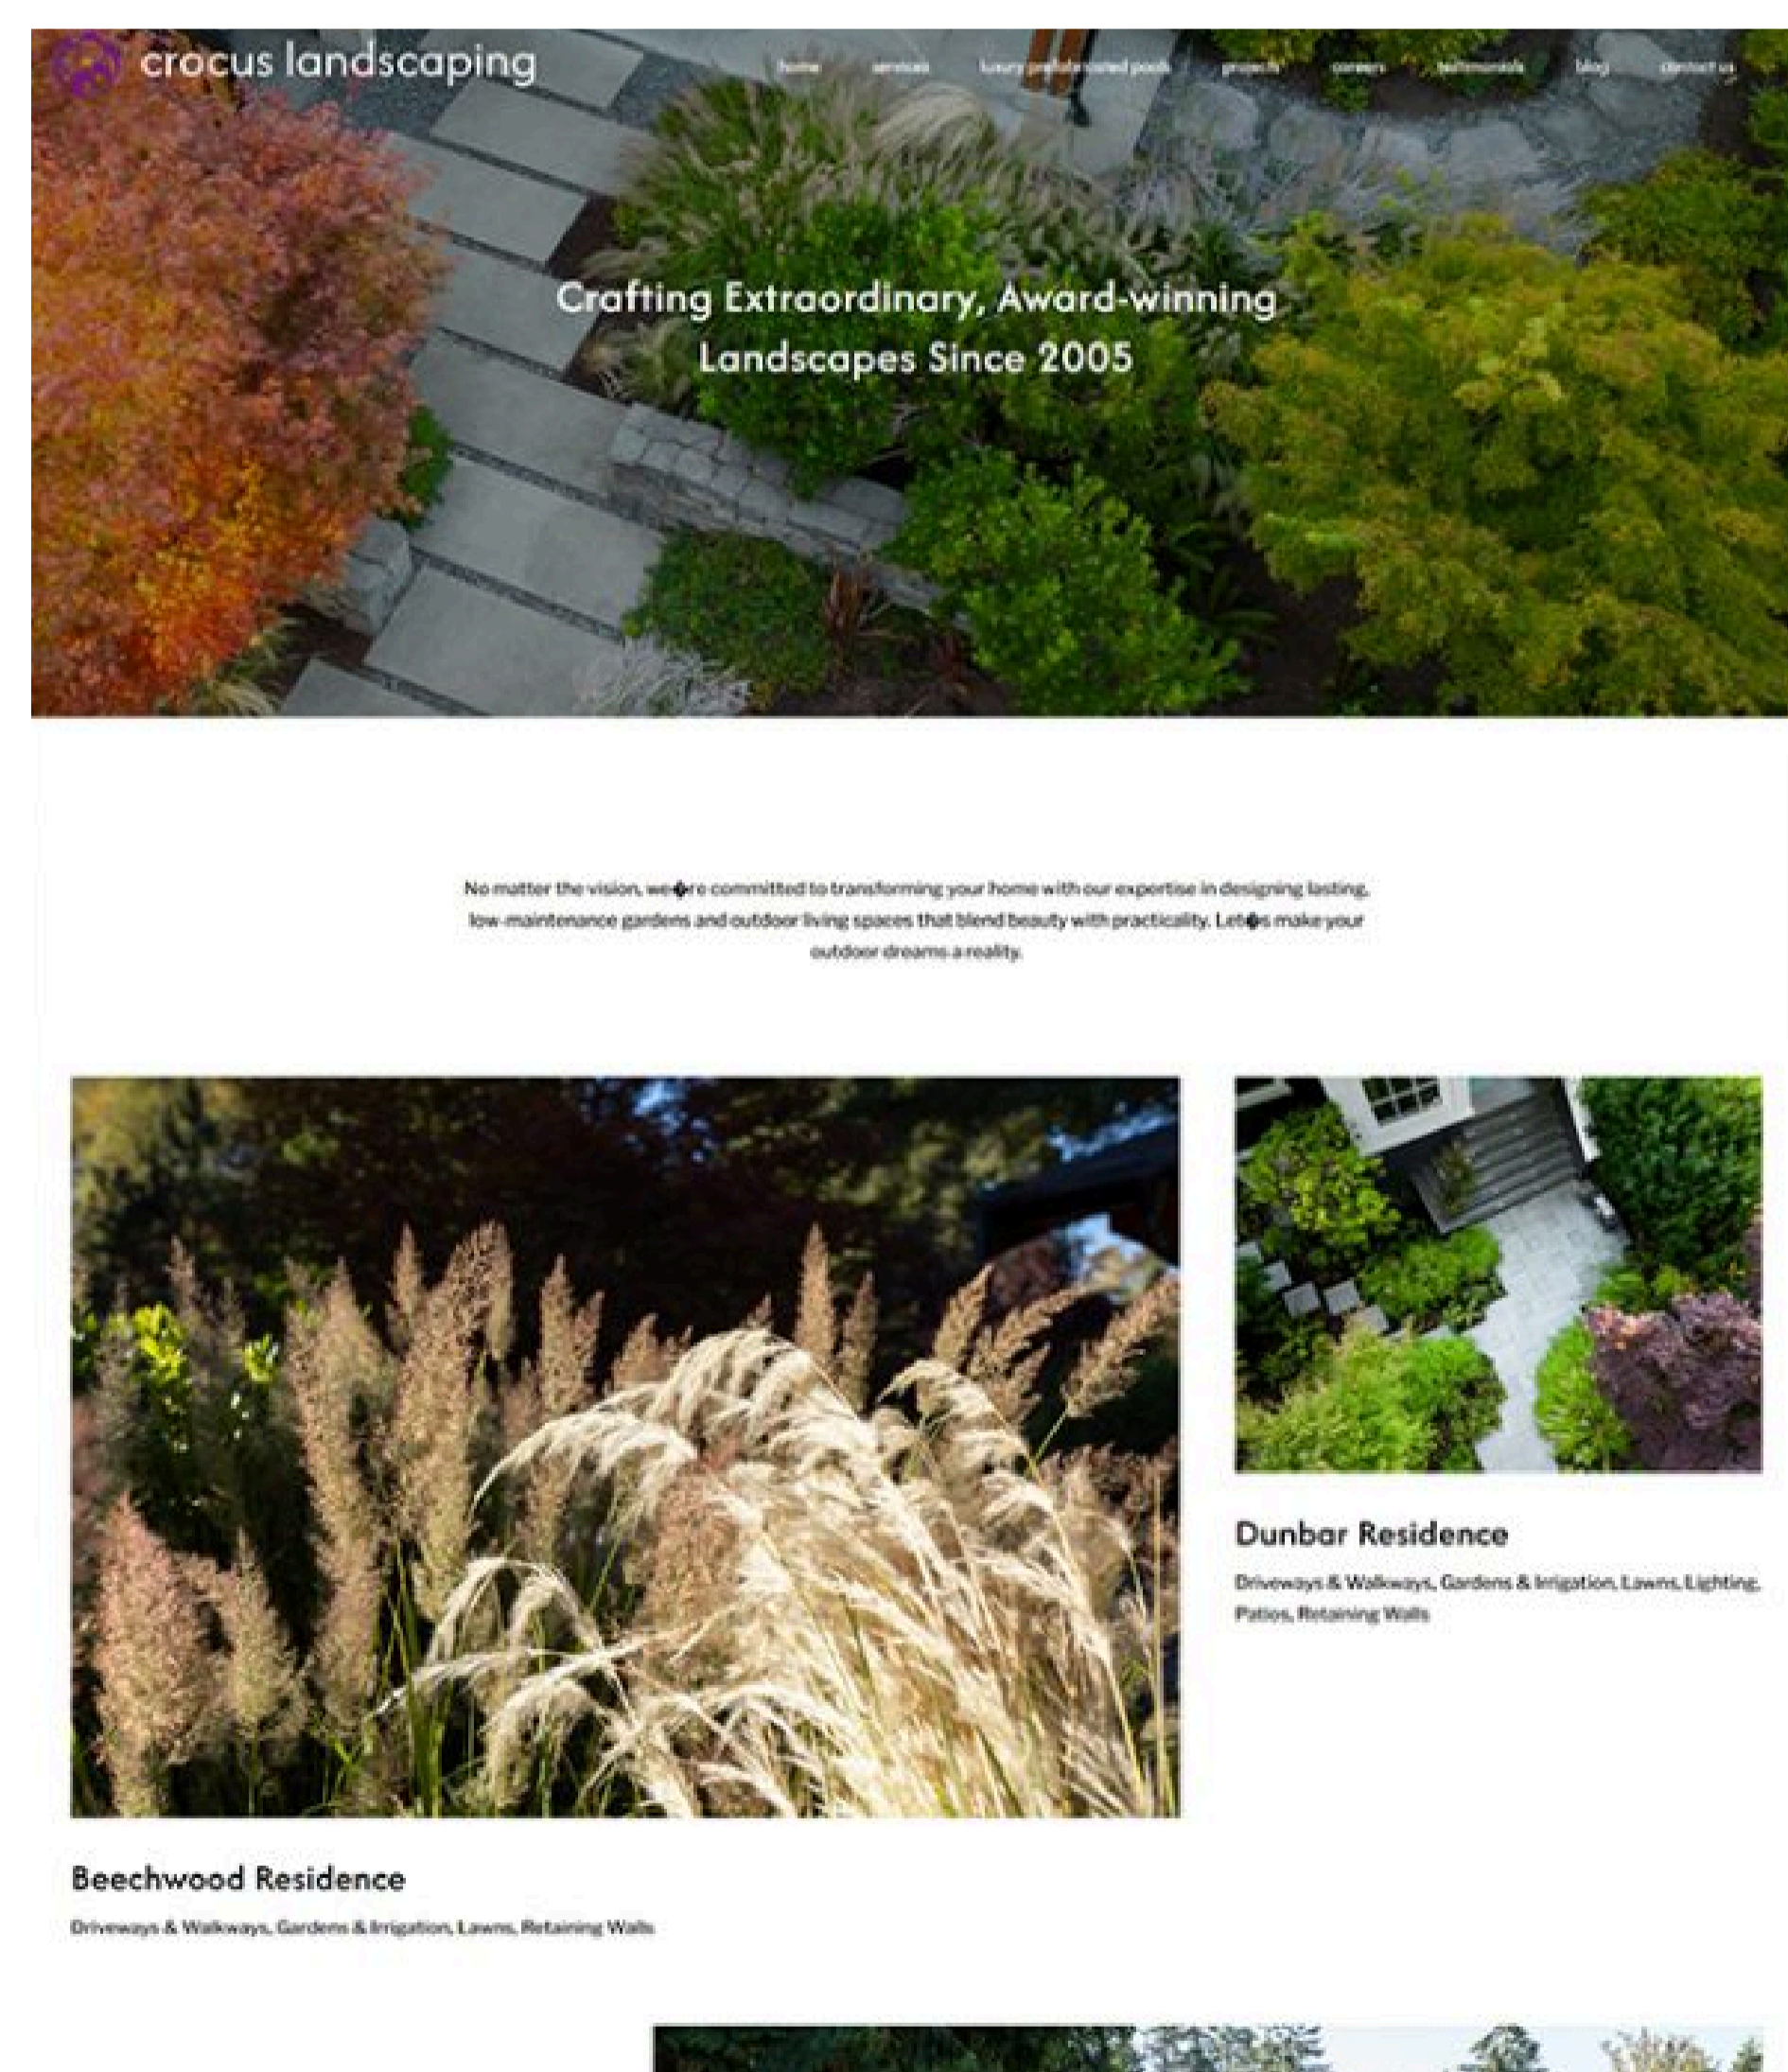 crocus landscaping
home services luxury prefabricated pools projects careers testimonials blog contact us
Crafting Extraordinary, Award-winning
Landscapes Since 2005
No matter the vision, we�re committed to transforming your home with our expertise in designing lasting,
low-maintenance gardens and outdoor living spaces that blend beauty with practicality. Let�s make your
outdoor dreams a reality.
Dunbar Residence
Driveways & Walkways, Gardens & Irrigation, Lawns, Lighting,
Patios, Retaining Walls
Beechwood Residence
Driveways & Walkways, Gardens & Irrigation, Lawns, Retaining Walls